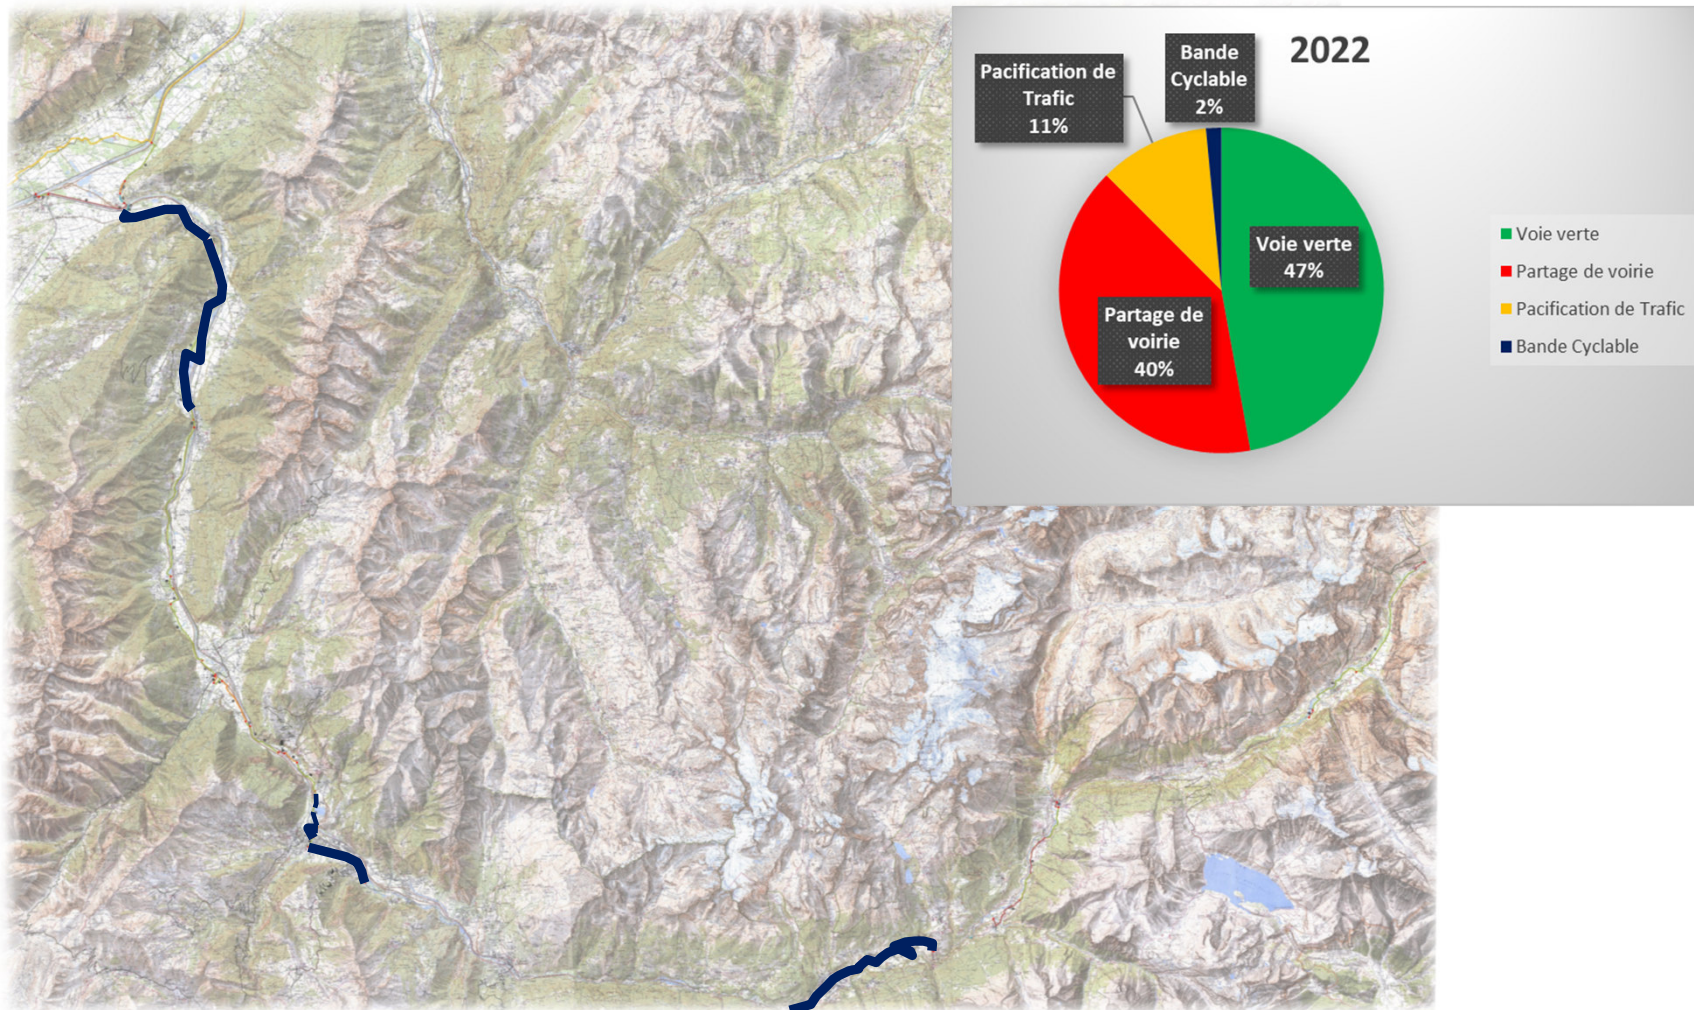 2022
Bande
Cyclable
2%
Pacification de
Trafic
11%
Voie verte
47%
Partage de
voirie
40%
Voie verte
Partage de voirie
Pacification de Trafic
Bande Cyclable